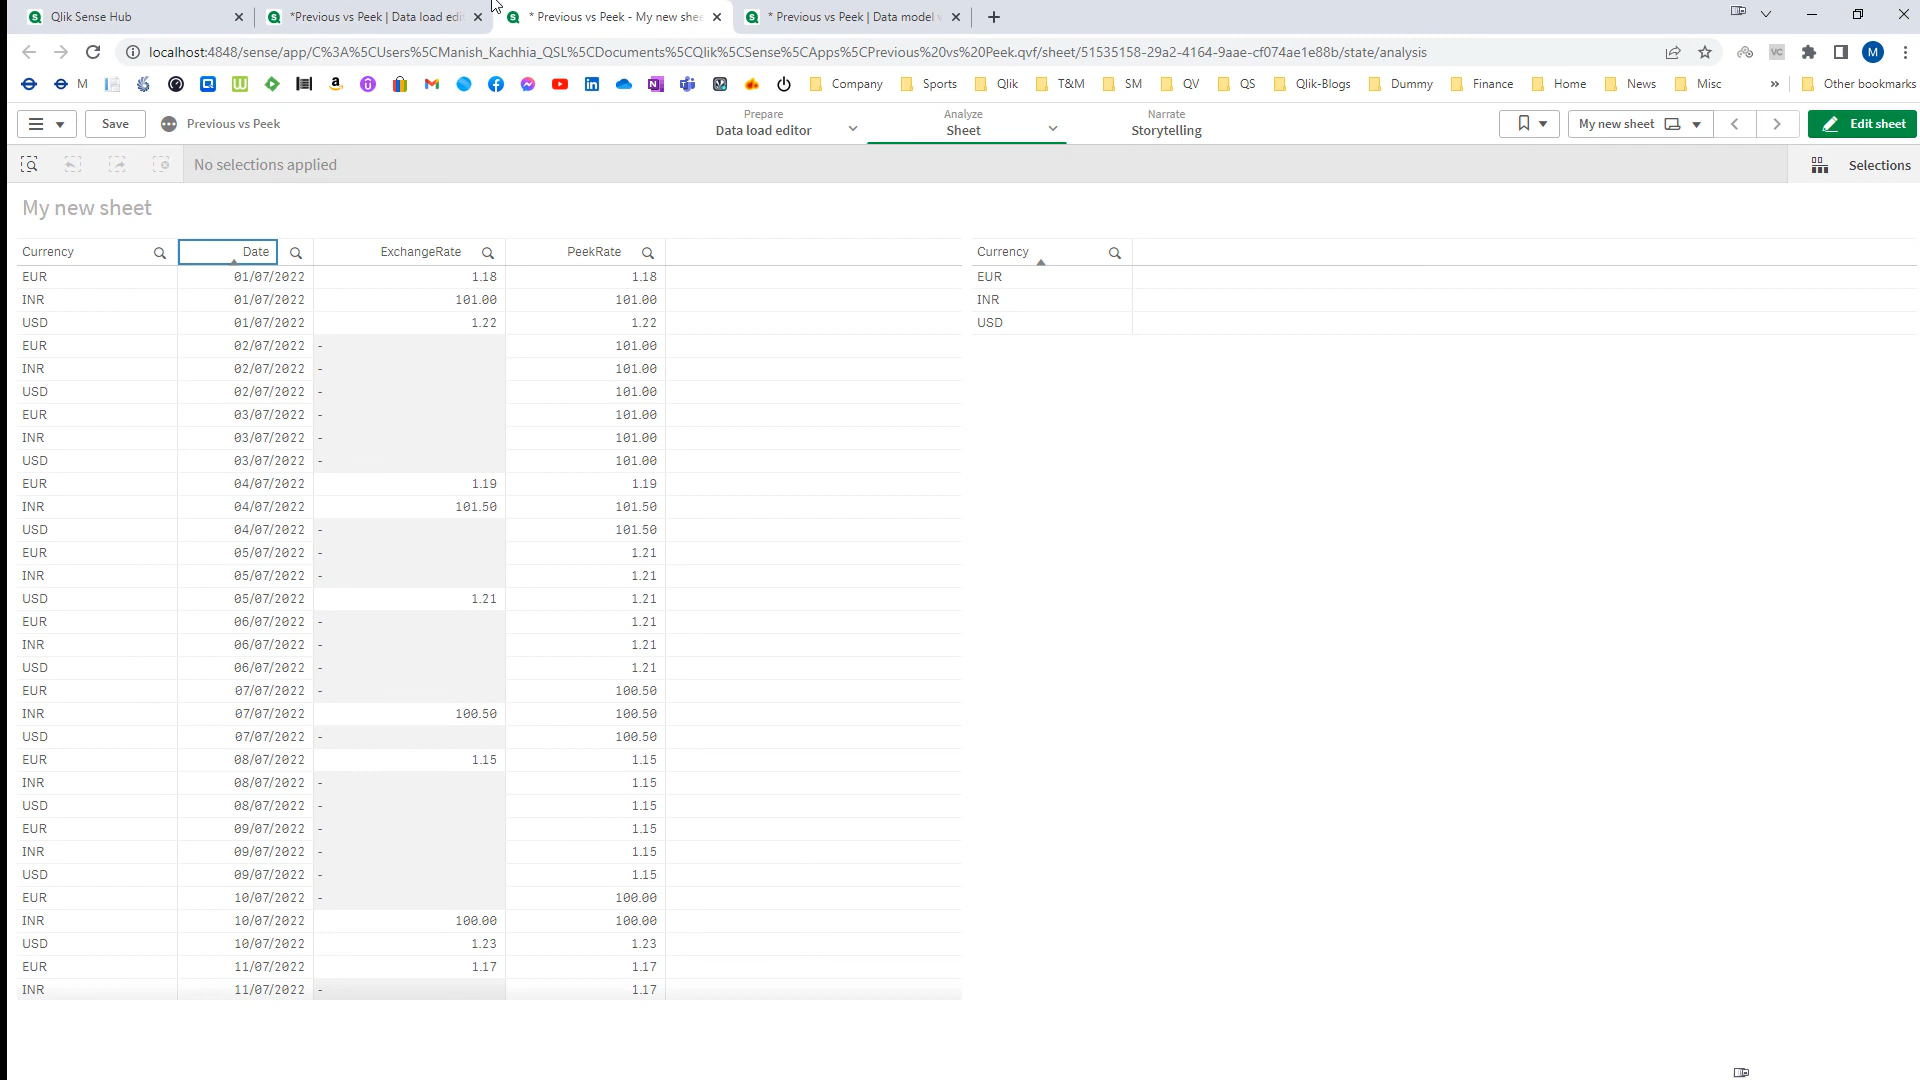 Qlik Sense Hub
*Previous vs Peek | Data load edi
* Previous vs Peek - My new she
* Previous vs Peek | Data model v
localhost:4848/sense/app/C%3A%5CUsers%5CManish_Kachhia_QSL%5CDocuments%5CQlik%5CSense%5CApps%5CPrevious%20vs%20Peek.qvf/sheet/51535158-29a2-4164-9aae-cf074ae1e88b/state/analysis
M
M Company Sports Qlik T&M SM QV QS Qlik-Blogs Dummy Finance Home News Misc » Other bookmarks
Save
Previous vs Peek
Prepare
Data load editor
Analyze
Sheet
Narrate
Storytelling
My new sheet
Edit sheet
No selections applied
Selections
My new sheet
Currency Date ExchangeRate PeekRate
EUR 01/07/2022 1.18 1.18
INR 01/07/2022 101.00 101.00
USD 01/07/2022 1.22 1.22
EUR 02/07/2022 - 101.00
INR 02/07/2022 - 101.00
USD 02/07/2022 - 101.00
EUR 03/07/2022 - 101.00
INR 03/07/2022 - 101.00
USD 03/07/2022 - 101.00
EUR 04/07/2022 1.19 1.19
INR 04/07/2022 101.50 101.50
USD 04/07/2022 - 101.50
EUR 05/07/2022 - 1.21
INR 05/07/2022 - 1.21
USD 05/07/2022 1.21 1.21
EUR 06/07/2022 - 1.21
INR 06/07/2022 - 1.21
USD 06/07/2022 - 1.21
EUR 07/07/2022 - 100.50
INR 07/07/2022 100.50 100.50
USD 07/07/2022 - 100.50
EUR 08/07/2022 1.15 1.15
INR 08/07/2022 - 1.15
USD 08/07/2022 - 1.15
EUR 09/07/2022 - 1.15
INR 09/07/2022 - 1.15
USD 09/07/2022 - 1.15
EUR 10/07/2022 - 100.00
INR 10/07/2022 100.00 100.00
USD 10/07/2022 1.23 1.23
EUR 11/07/2022 1.17 1.17
INR 11/07/2022 - 1.17
Currency
EUR
INR
USD